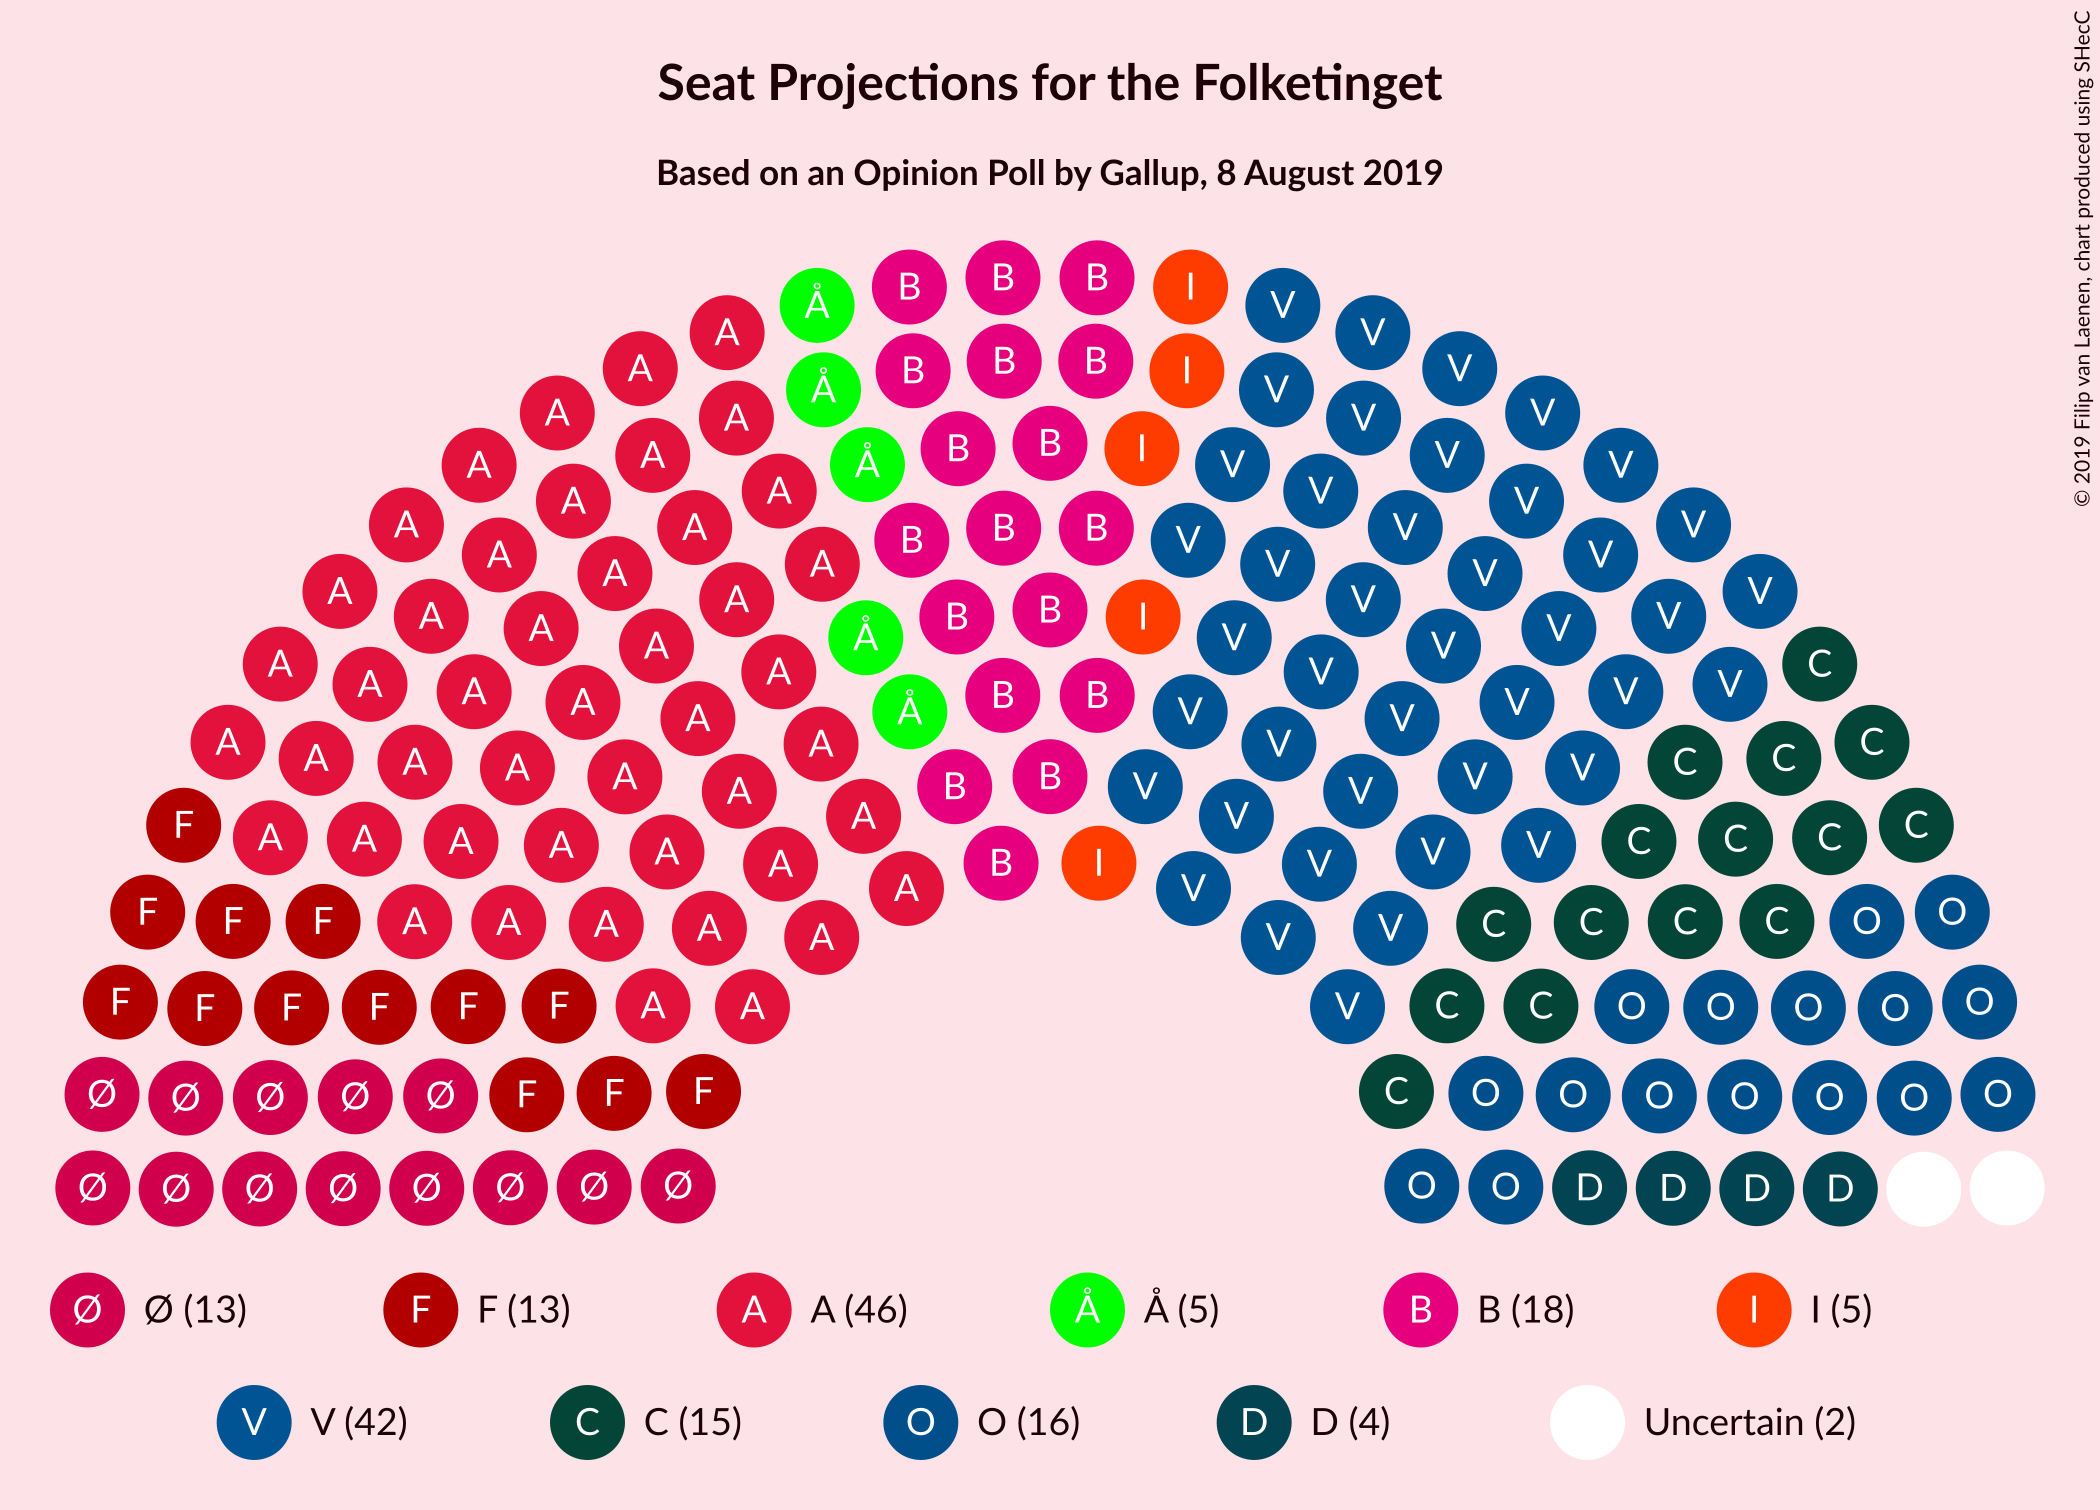 Seat Projections for the Folketinget
Based on an Opinion Poll by Gallup, 8 August 2019
© 2019 Filip van Laenen, chart produced using SHecC
B B B I
Å V
A V
A B B B I V
A Å V V
A A V V
A A B B I V V
A A Å V V
A A V V
A A B B B V V
A A A V V V
A A A V V V
A A B B I V V
A A Å V V
A A A V V C
A A A B B V V V
A A A Å V V V
A A A V V V C
A A A A B B V V V C C
A A A A V V V C
F A A A A A A B I V V V V C C C C
F F F A A A A A A V V V C C C C O O
F F F F F F A A V C C O O O O O
Ø Ø Ø Ø Ø F F F C O O O O O O O
Ø Ø Ø Ø Ø Ø Ø Ø O O D D D D
Ø Ø (13) F F (13) A A (46) Å Å (5) B B (18) I I (5)
V V (42) C C (15) O O (16) D D (4) Uncertain (2)